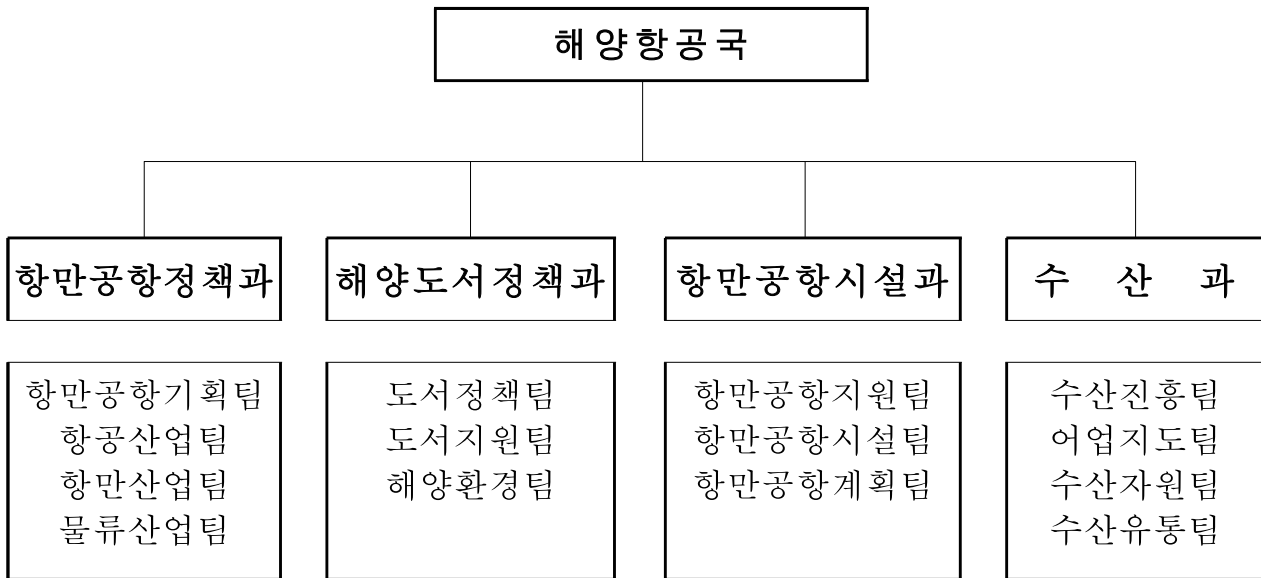 해양항공국
항만공항정책과
해양도서정책과
항만공항시설과
수 산 과
항만공항기획팀
항공산업팀
항만산업팀
물류산업팀
도서정책팀
도서지원팀
해양환경팀
항만공항지원팀
항만공항시설팀
항만공항계획팀
수산진흥팀
어업지도팀
수산자원팀
수산유통팀